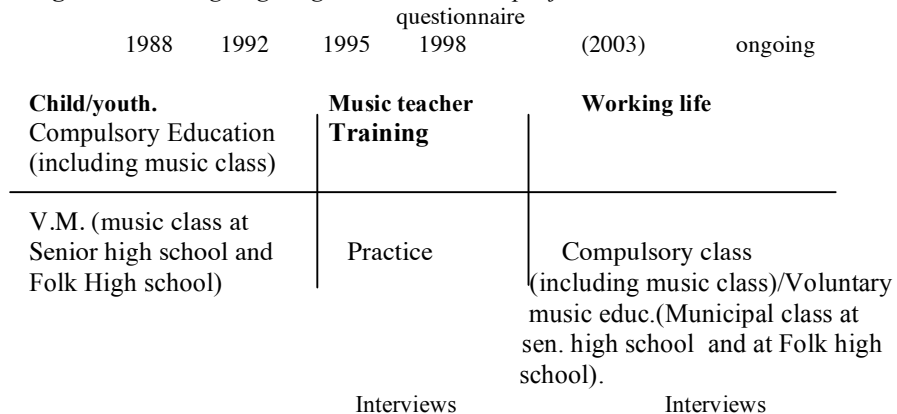 questionnaire
1988 1992 1995 1998 (2003) ongoing
Child/youth. Music teacher Working life
Compulsory Education Training
(including music class)
V.M. (music class at
Senior high school and Practice Compulsory class
Folk High school) (including music class)/Voluntary
music educ.(Municipal class at
sen. high school and at Folk high
school).
Interviews Interviews